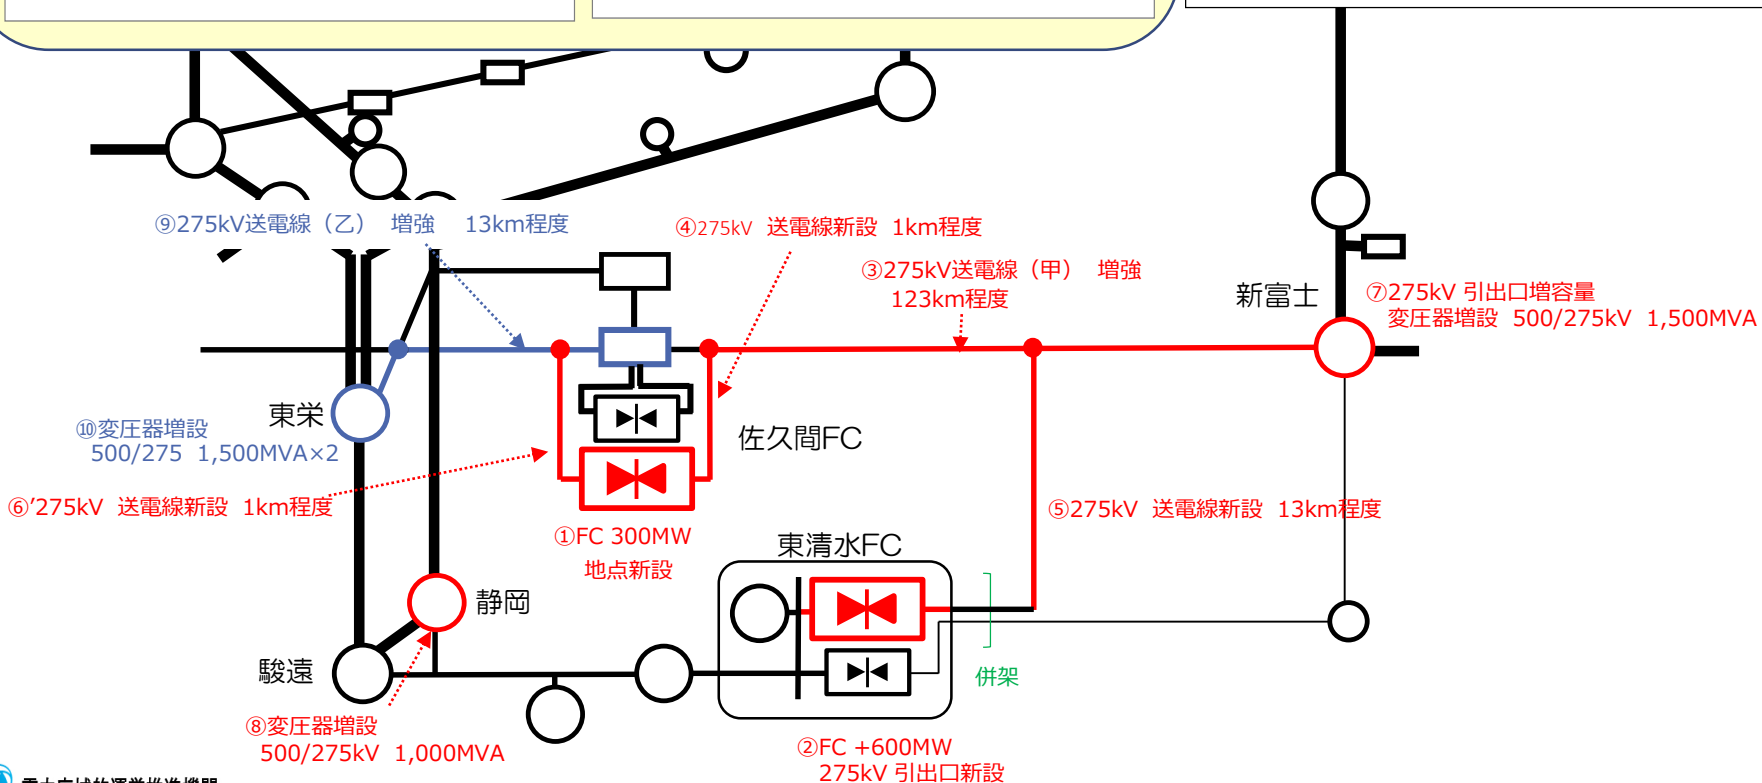 ⑨275kV送電線（乙） 増強 13km程度
④275kV 送電線新設 1km程度
③275kV送電線（甲） 増強
123km程度
新富士
⑦275kV 引出口増容量
変圧器増設 500/275kV 1,500MVA
東栄
⑩変圧器増設
500/275 1,500MVA×2
佐久間FC
⑥'275kV 送電線新設 1km程度
⑤275kV 送電線新設 13km程度
①FC 300MW
地点新設
東清水FC
静岡
駿遠
併架
⑧変圧器増設
500/275kV 1,000MVA
②FC +600MW
275kV 引出口新設